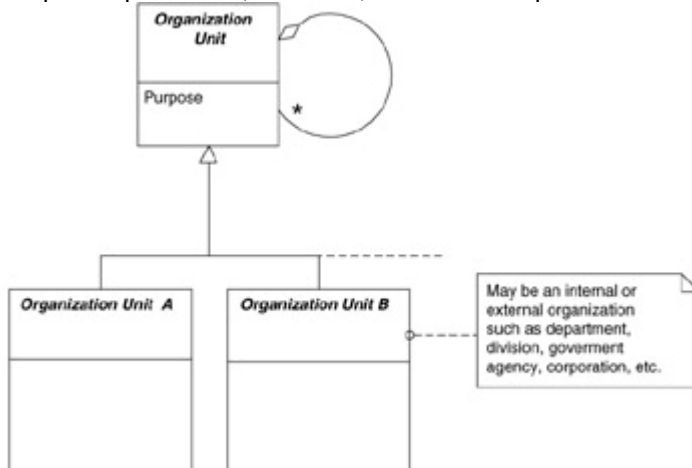 Organization
Unit
Purpose
*
Organization Unit A
Organization Unit B
May be an internal or
external organization
such as department,
division, goverment
agency, corporation, etc.